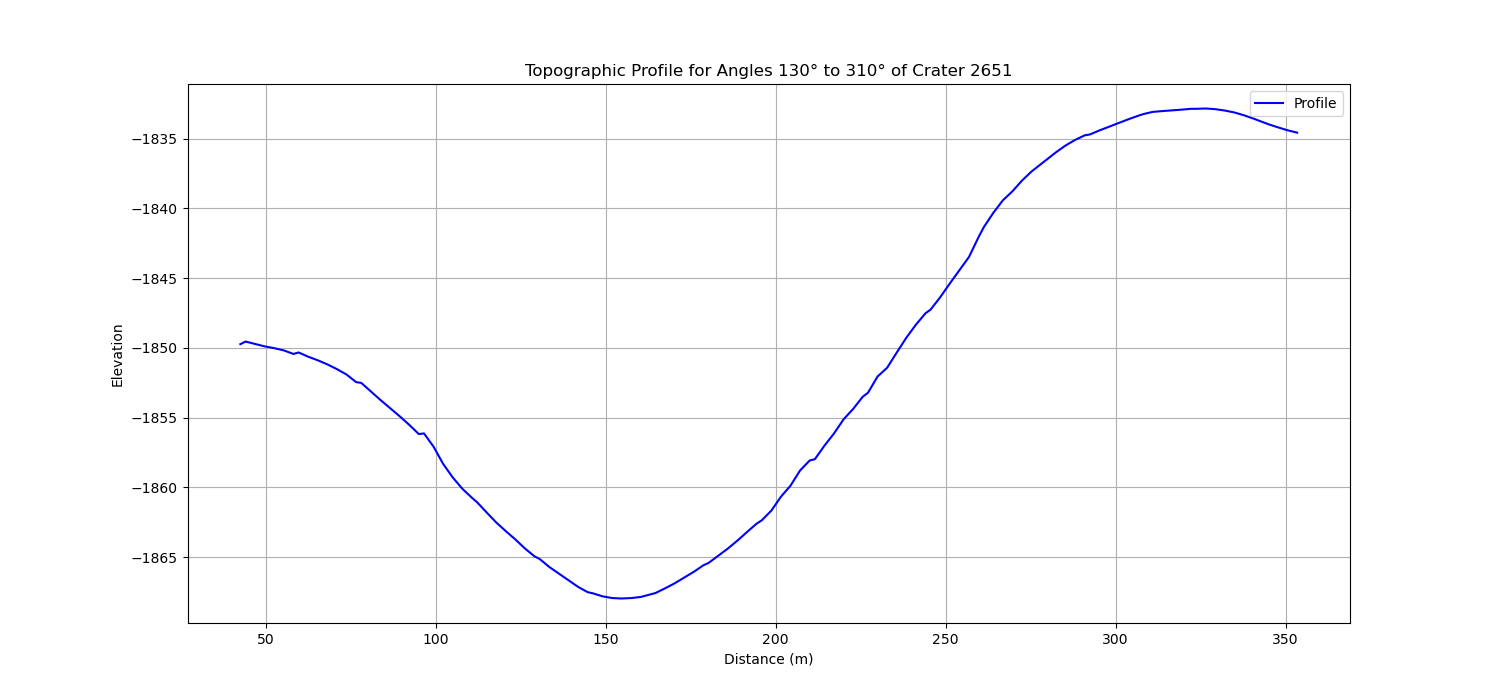 Topographic Profile for Angles 130° to 310° of Crater 2651
Profile
−1835
−1840
−1845
−1850
−1855
−1860
−1865
Elevation
50 100 150 200 250 300 350
Distance (m)